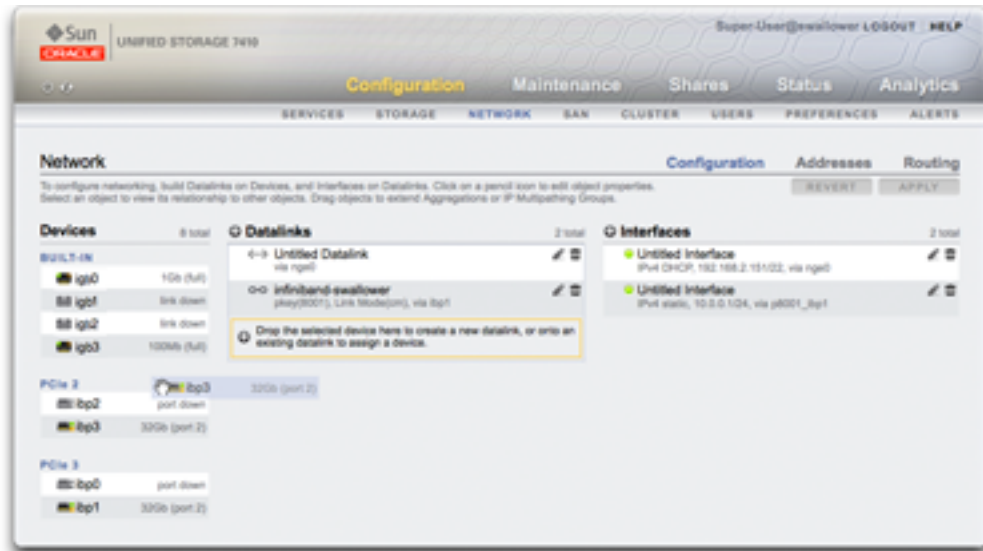 Sun
ORACLE
UNIFIED STORAGE 7410
Super-User@swallower LOGOUT HELP
Configuration Maintenance Shares Status Analytics
SERVICES STORAGE NETWORK SAN CLUSTER USERS PREFERENCES ALERTS
Network
Configuration Addresses Routing
To configure networking, build Datalinks on Devices, and Interfaces on Datalinks. Click on a pencil icon to edit object properties.
Select an object to view its relationship to other objects. Drag objects to extend Aggregations or IP Multipathing Groups.
REVERT APPLY
Devices 8 total
BUILT-IN
igb0 1Gb (full)
igb1 link down
igb2 link down
igb3 100Mb (full)
PCIe 2
ibp3 32Gb (port 2)
ibp2 port down
ibp3 32Gb (port 2)
PCIe 3
ibp0 port down
ibp1 32Gb (port 2)
Datalinks 2 total
Untitled Datalink
via nge0
infiniband-swallower
pkey(8001), Link Mode(cm), via ibp1
Drop the selected device here to create a new datalink, or onto an
existing datalink to assign a device.
Interfaces 2 total
Untitled Interface
IPv4 DHCP, 192.168.2.151/22, via nge0
Untitled Interface
IPv4 static, 10.0.0.1/24, via p8001_ibp1